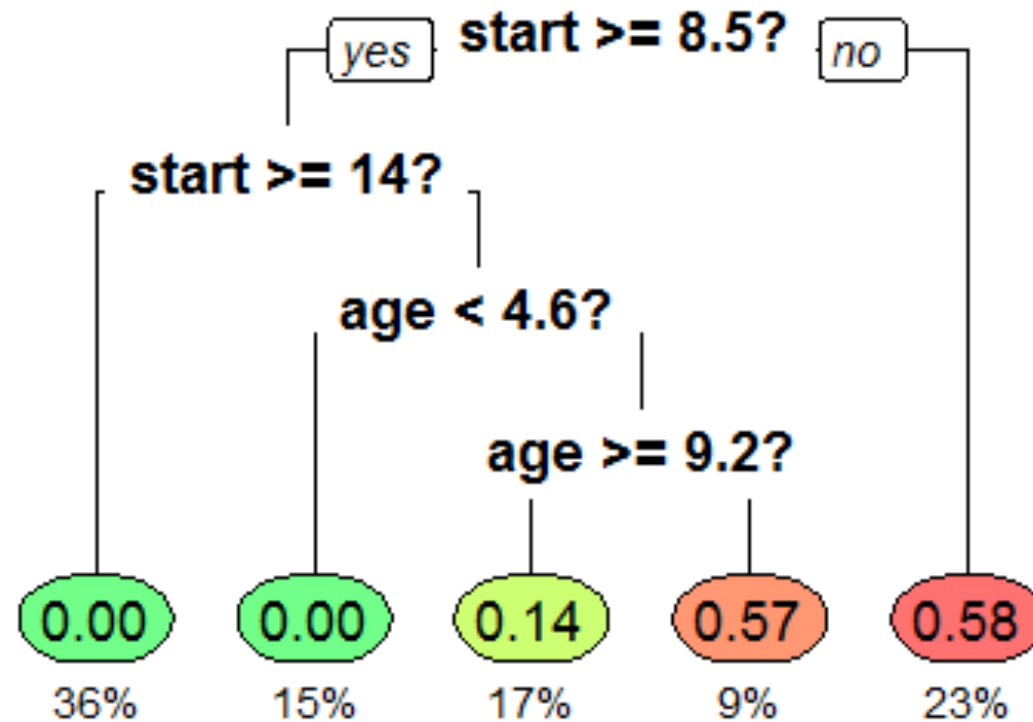 yes start >= 8.5? no
start >= 14?
age < 4.6?
age >= 9.2?
0.00 0.00 0.14 0.57 0.58
36% 15% 17% 9% 23%